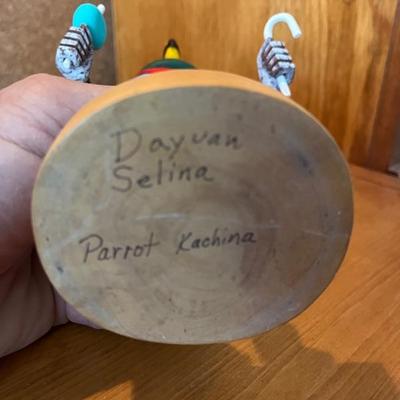 Dayvan
Selina
Parrot Kachina